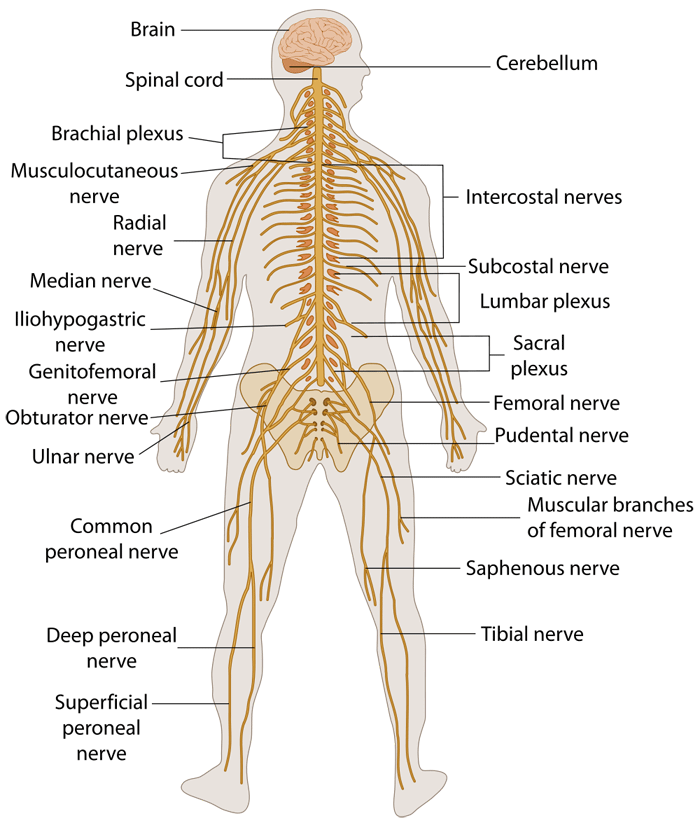 Brain
Cerebellum
Spinal cord
Brachial plexus
Musculocutaneous
nerve
Intercostal nerves
Radial
nerve
Subcostal nerve
Median nerve
Lumbar plexus
Iliohypogastric
nerve
Sacral
plexus
Genitofemoral
nerve
Femoral nerve
Obturator nerve
Pudental nerve
Ulnar nerve
Sciatic nerve
Muscular branches
of femoral nerve
Common
peroneal nerve
Saphenous nerve
Deep peroneal
nerve
Tibial nerve
Superficial
peroneal
nerve